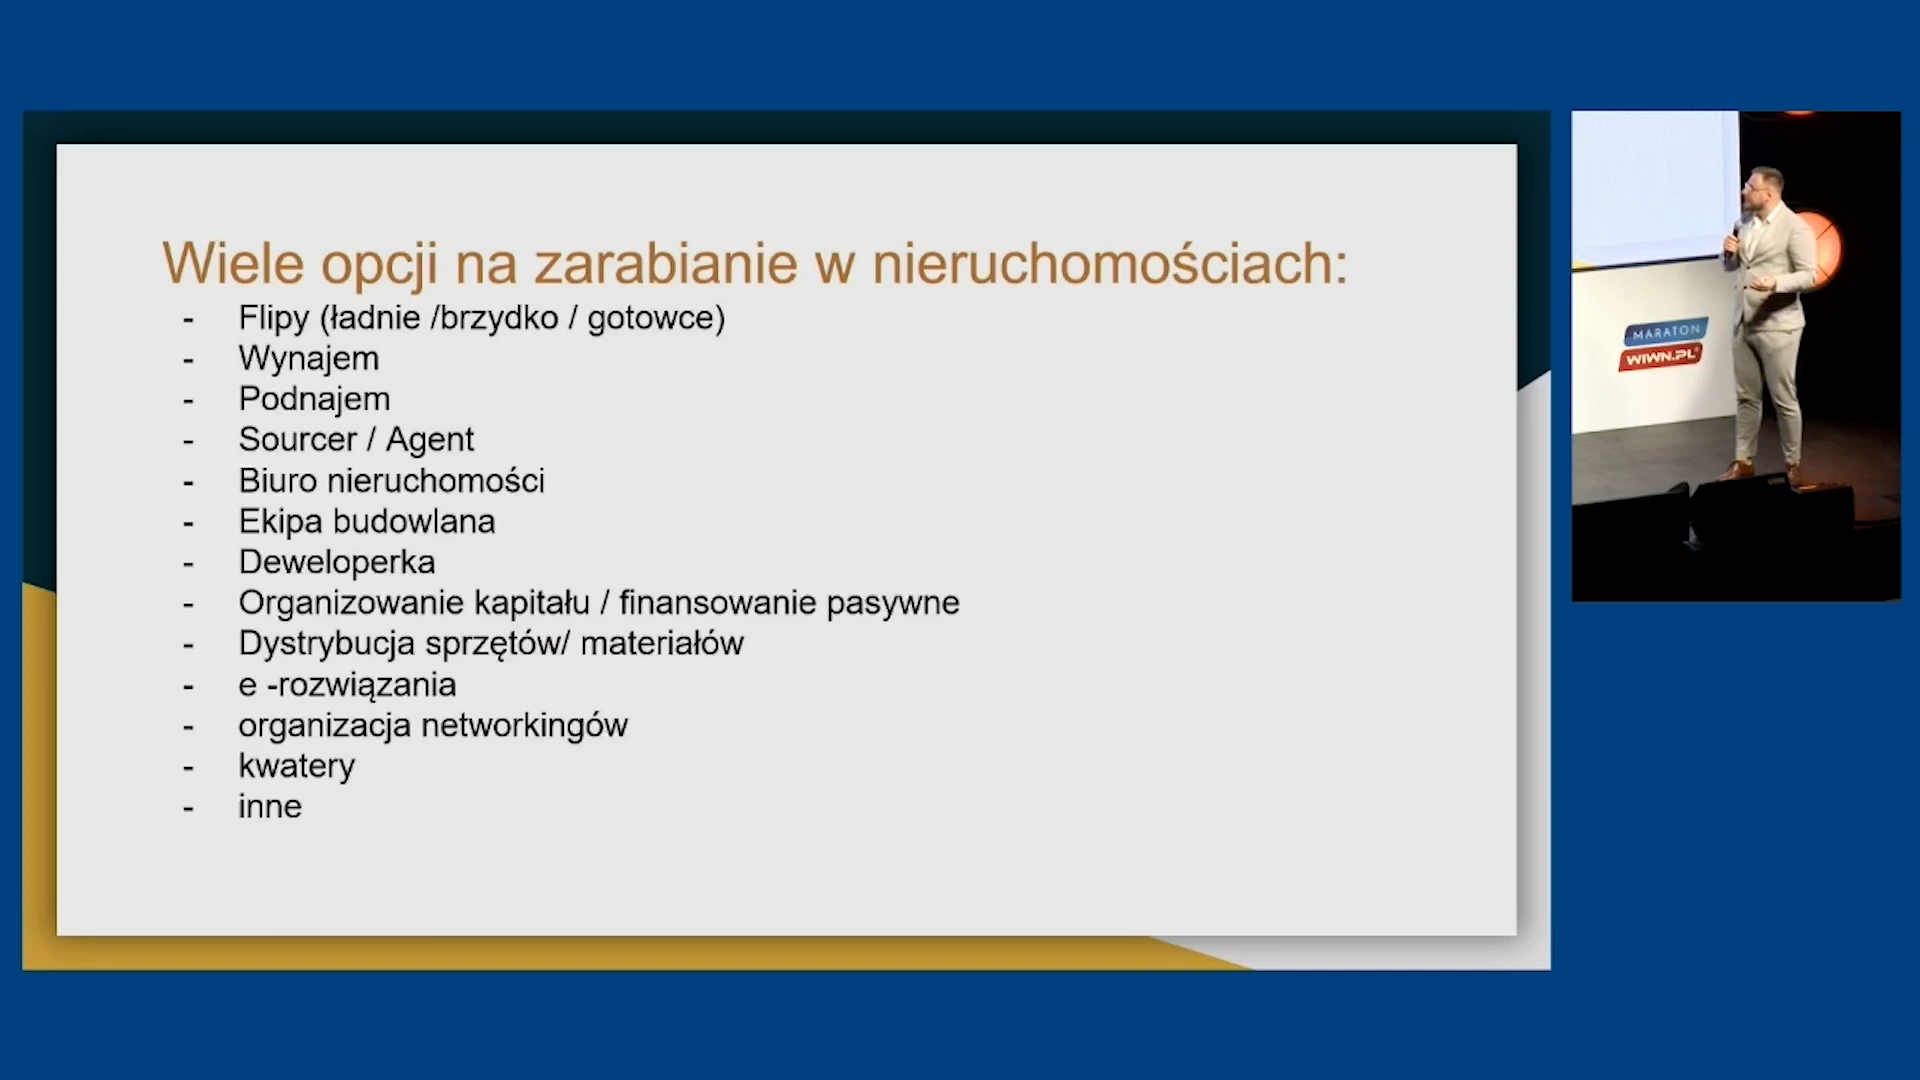 Wiele opcji na zarabianie w nieruchomościach:
- Flipy (ładnie /brzydko / gotowce)
- Wynajem
- Podnajem
- Sourcer / Agent
- Biuro nieruchomości
- Ekipa budowlana
- Deweloperka
- Organizowanie kapitału / finansowanie pasywne
- Dystrybucja sprzętów/ materiałów
- e -rozwiązania
- organizacja networkingów
- kwatery
- inne
MARATON
WIWN.PL®